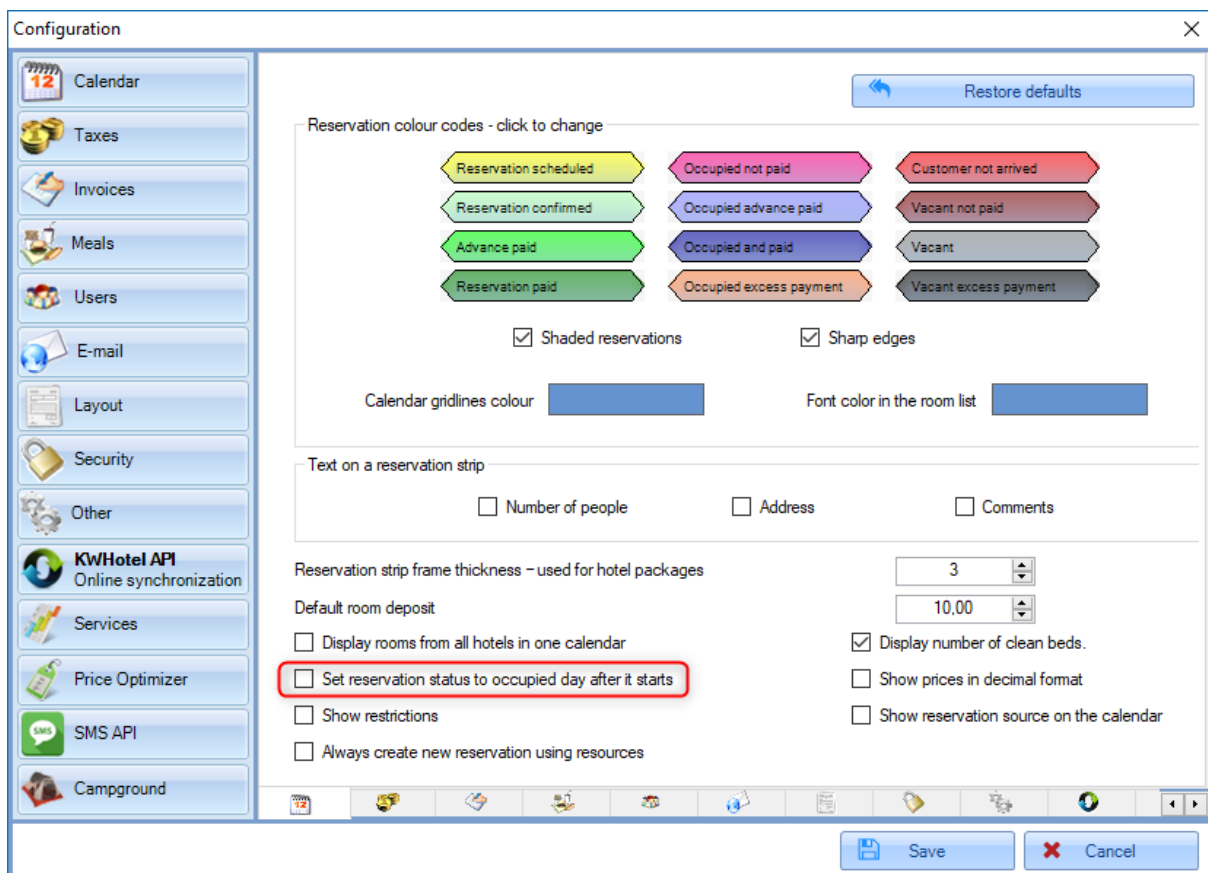 Configuration
Calendar
Taxes
Invoices
Meals
Users
E-mail
Layout
Security
Other
KWHotel API
Online synchronization
Services
Price Optimizer
SMS
SMS API
Campground
Restore defaults
Reservation colour codes - click to change
Reservation scheduled
Occupied not paid
Customer not arrived
Reservation confirmed
Occupied advance paid
Vacant not paid
Advance paid
Occupied and paid
Vacant
Reservation paid
Occupied excess payment
Vacant excess payment
Shaded reservations
Sharp edges
Calendar gridlines colour
Font color in the room list
Text on a reservation strip
Number of people
Address
Comments
Reservation strip frame thickness – used for hotel packages
3
Default room deposit
10,00
Display rooms from all hotels in one calendar
Display number of clean beds.
Set reservation status to occupied day after it starts
Show prices in decimal format
Show restrictions
Show reservation source on the calendar
Always create new reservation using resources
12
12
Save
Cancel